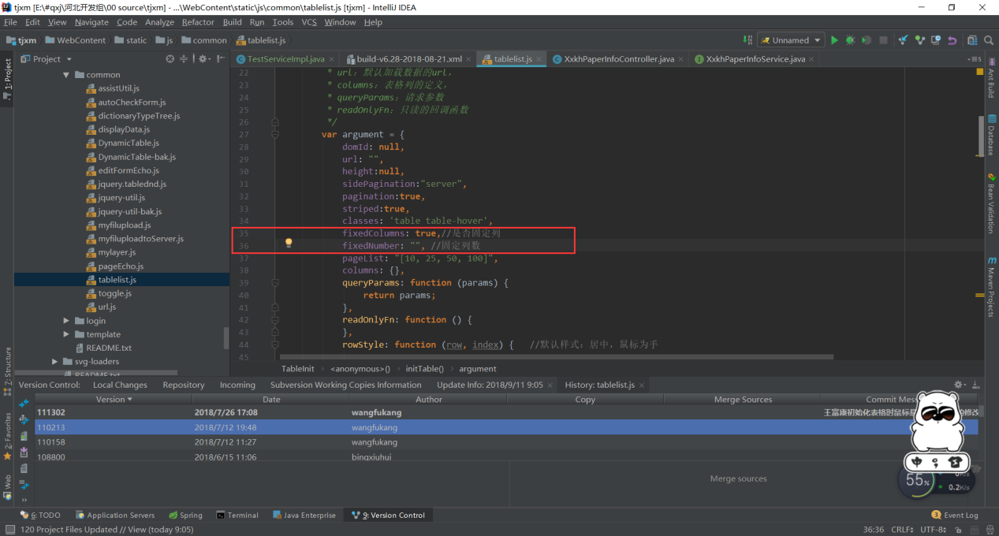 tjxm [E:\#qxj\河北开发组\00 source\tjxm] - ...\WebContent\static\js\common\tablelist.js [tjxm] - IntelliJ IDEA
File Edit View Navigate Code Analyze Refactor Build Run Tools VCS Window Help
tjxm WebContent static js common tablelist.js Unnamed
Project TestServiceImpl.java build-v6.28-2018-08-21.xml tablelist.js XxkhPaperInfoController.java XxkhPaperInfoService.java
1: Project
common
assistUtil.js
autoCheckForm.js
dictionaryTypeTree.js
displayData.js
DynamicTable.js
DynamicTable-bak.js
editFormEcho.js
jquery.tablednd.js
jquery-util.js
jquery-util-bak.js
myfilupload.js
myfiluploadtoServer.js
mylayer.js
pageEcho.js
tablelist.js
toggle.js
url.js
login
template
README.txt
svg-loaders
README.txt
22 * url：默认加载数据的url，
23 * columns：表格列的定义，
24 * queryParams：请求参数
25 * readOnlyFn：只读的回调函数
26 */
27 var argument = {
28 domId: null,
29 url: "",
30 height:null,
31 sidePagination:"server",
32 pagination:true,
33 striped:true,
34 classes: 'table table-hover',
35 fixedColumns: true,//是否固定列
36 fixedNumber: "", //固定列数
37 pageList: "[10, 25, 50, 100]",
38 columns: {},
39 queryParams: function (params) {
40 return params;
41 },
42 readOnlyFn: function () {
43 },
44 rowStyle: function (row, index) { //默认样式：居中，鼠标为手
45
TableInit <anonymous>() initTable() argument
Ant Build
Database
Bean Validation
Maven Projects
Z: Structure
2: Favorites
Web
Version Control: Local Changes Repository Incoming Subversion Working Copies Information Update Info: 2018/9/11 9:05 History: tablelist.js
Version Date Author Copy Merge Sources Commit Mess
111302 2018/7/26 17:08 wangfukang 王富康初始化表格时鼠标是 的修改
110213 2018/7/12 19:48 wangfukang
110158 2018/7/12 11:27 wangfukang
108800 2018/6/15 11:06 bingxiuhui
Merge sources
中
55%
0.2K/s
6: TODO Application Servers Spring Terminal Java Enterprise 9: Version Control 3 Event Log
120 Project Files Updated // View (today 9:05) 36:36 CRLF UTF-8